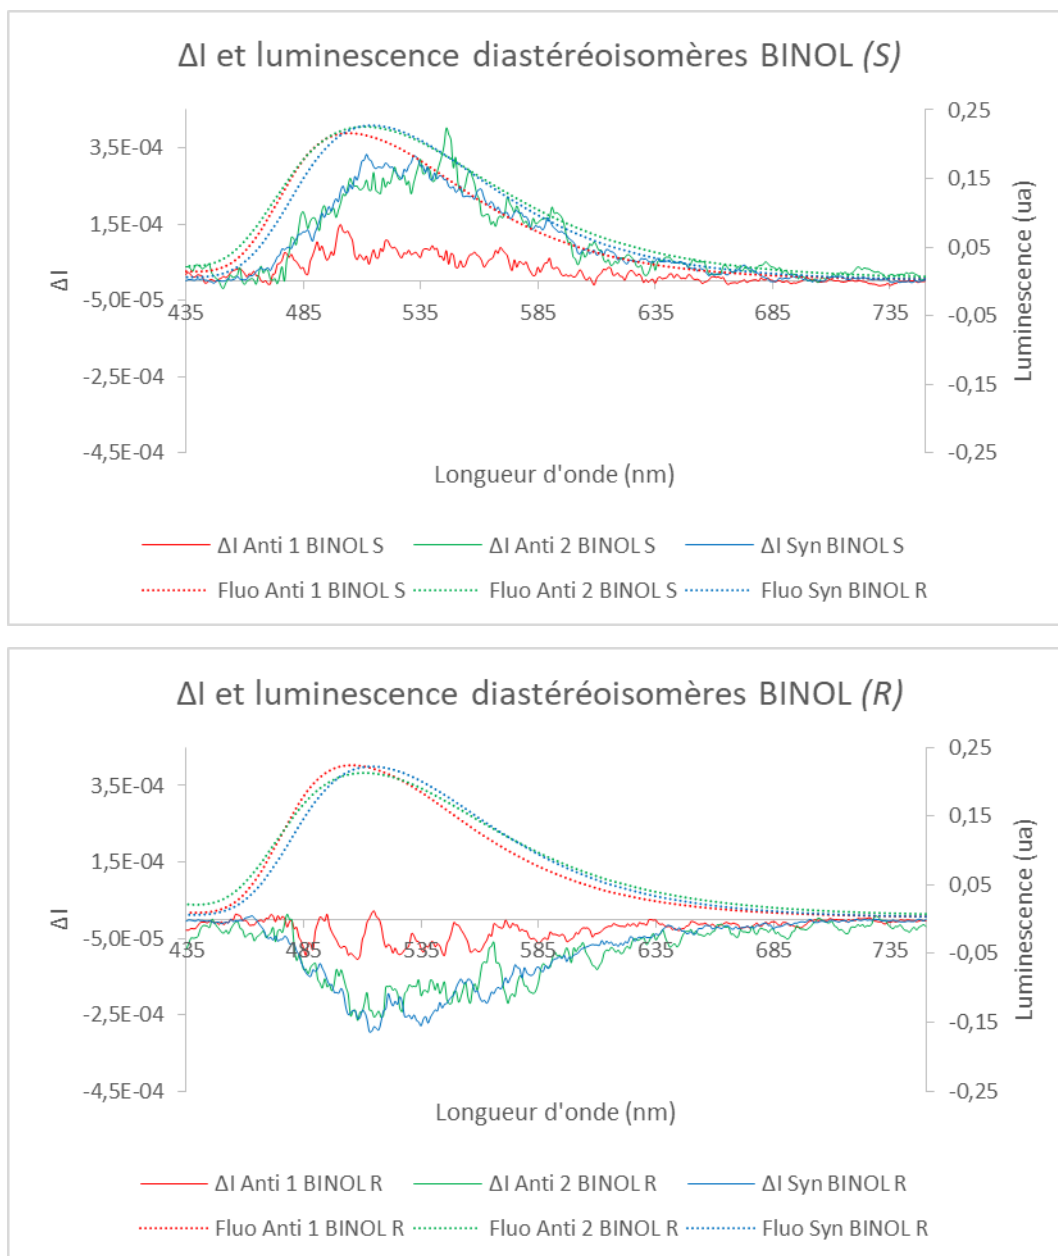 ΔI et luminescence diastéréoisomères BINOL (S)
0,25
3,5E-04
0,15
1,5E-04
0,05
-5,0E-05
-0,05
435 485 535 585 635 685 735
-2,5E-04
-0,15
-4,5E-04
-0,25
ΔI
Luminescence (ua)
Longueur d'onde (nm)
ΔI Anti 1 BINOL S ΔI Anti 2 BINOL S ΔI Syn BINOL S
Fluo Anti 1 BINOL S Fluo Anti 2 BINOL S Fluo Syn BINOL R
ΔI et luminescence diastéréoisomères BINOL (R)
0,25
3,5E-04
0,15
1,5E-04
0,05
-5,0E-05
-0,05
435 485 535 585 635 685 735
-2,5E-04
-0,15
-4,5E-04
-0,25
ΔI
Luminescence (ua)
Longueur d'onde (nm)
ΔI Anti 1 BINOL R ΔI Anti 2 BINOL R ΔI Syn BINOL R
Fluo Anti 1 BINOL R Fluo Anti 2 BINOL R Fluo Syn BINOL R